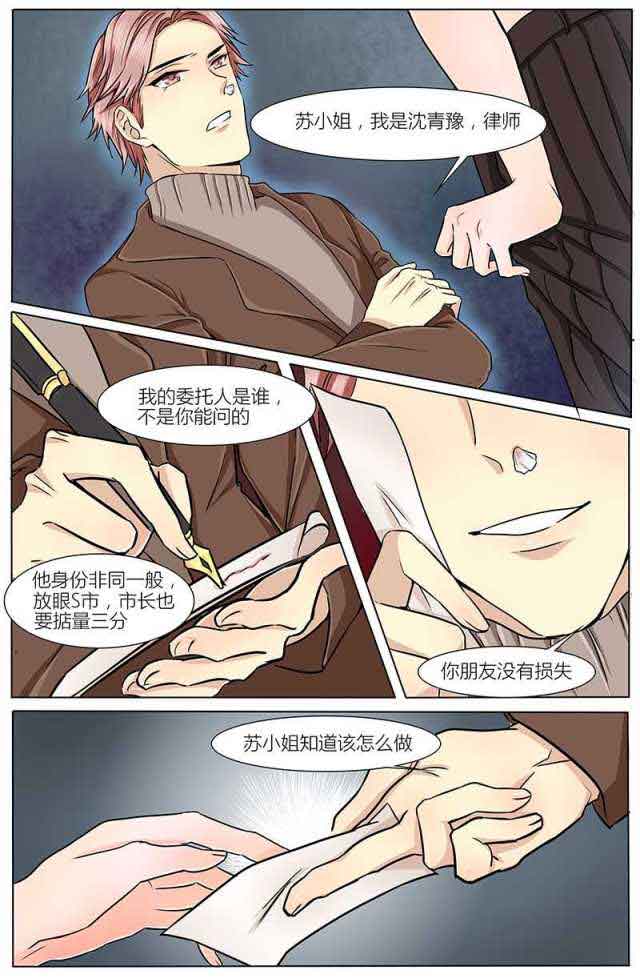 苏小姐，我是沈青豫，律师
我的委托人是谁，
不是你能问的
他身份非同一般，
放眼S市，市长也
要掂量三分
你朋友没有损失
苏小姐知道该怎么做